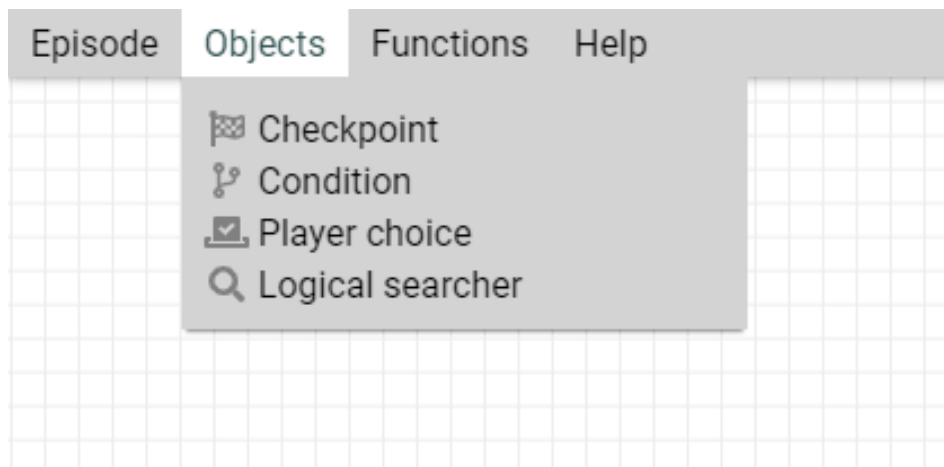 Episode Objects Functions Help
Checkpoint
Condition
Player choice
Logical searcher